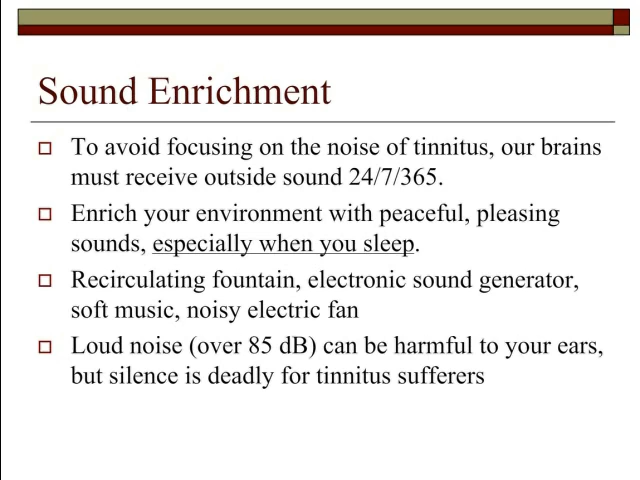 Sound Enrichment
To avoid focusing on the noise of tinnitus, our brains
must receive outside sound 24/7/365.
Enrich your environment with peaceful, pleasing
sounds, especially when you sleep.
Recirculating fountain, electronic sound generator,
soft music, noisy electric fan
Loud noise (over 85 dB) can be harmful to your ears,
but silence is deadly for tinnitus sufferers